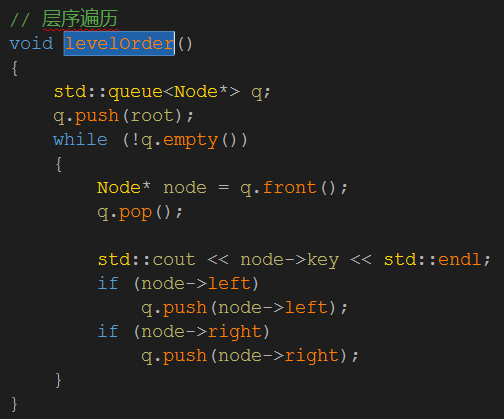 // 层序遍历
void levelOrder()
{
    std::queue<Node*> q;
    q.push(root);
    while (!q.empty())
    {
        Node* node = q.front();
        q.pop();

        std::cout << node->key << std::endl;
        if (node->left)
            q.push(node->left);
        if (node->right)
            q.push(node->right);
    }
}